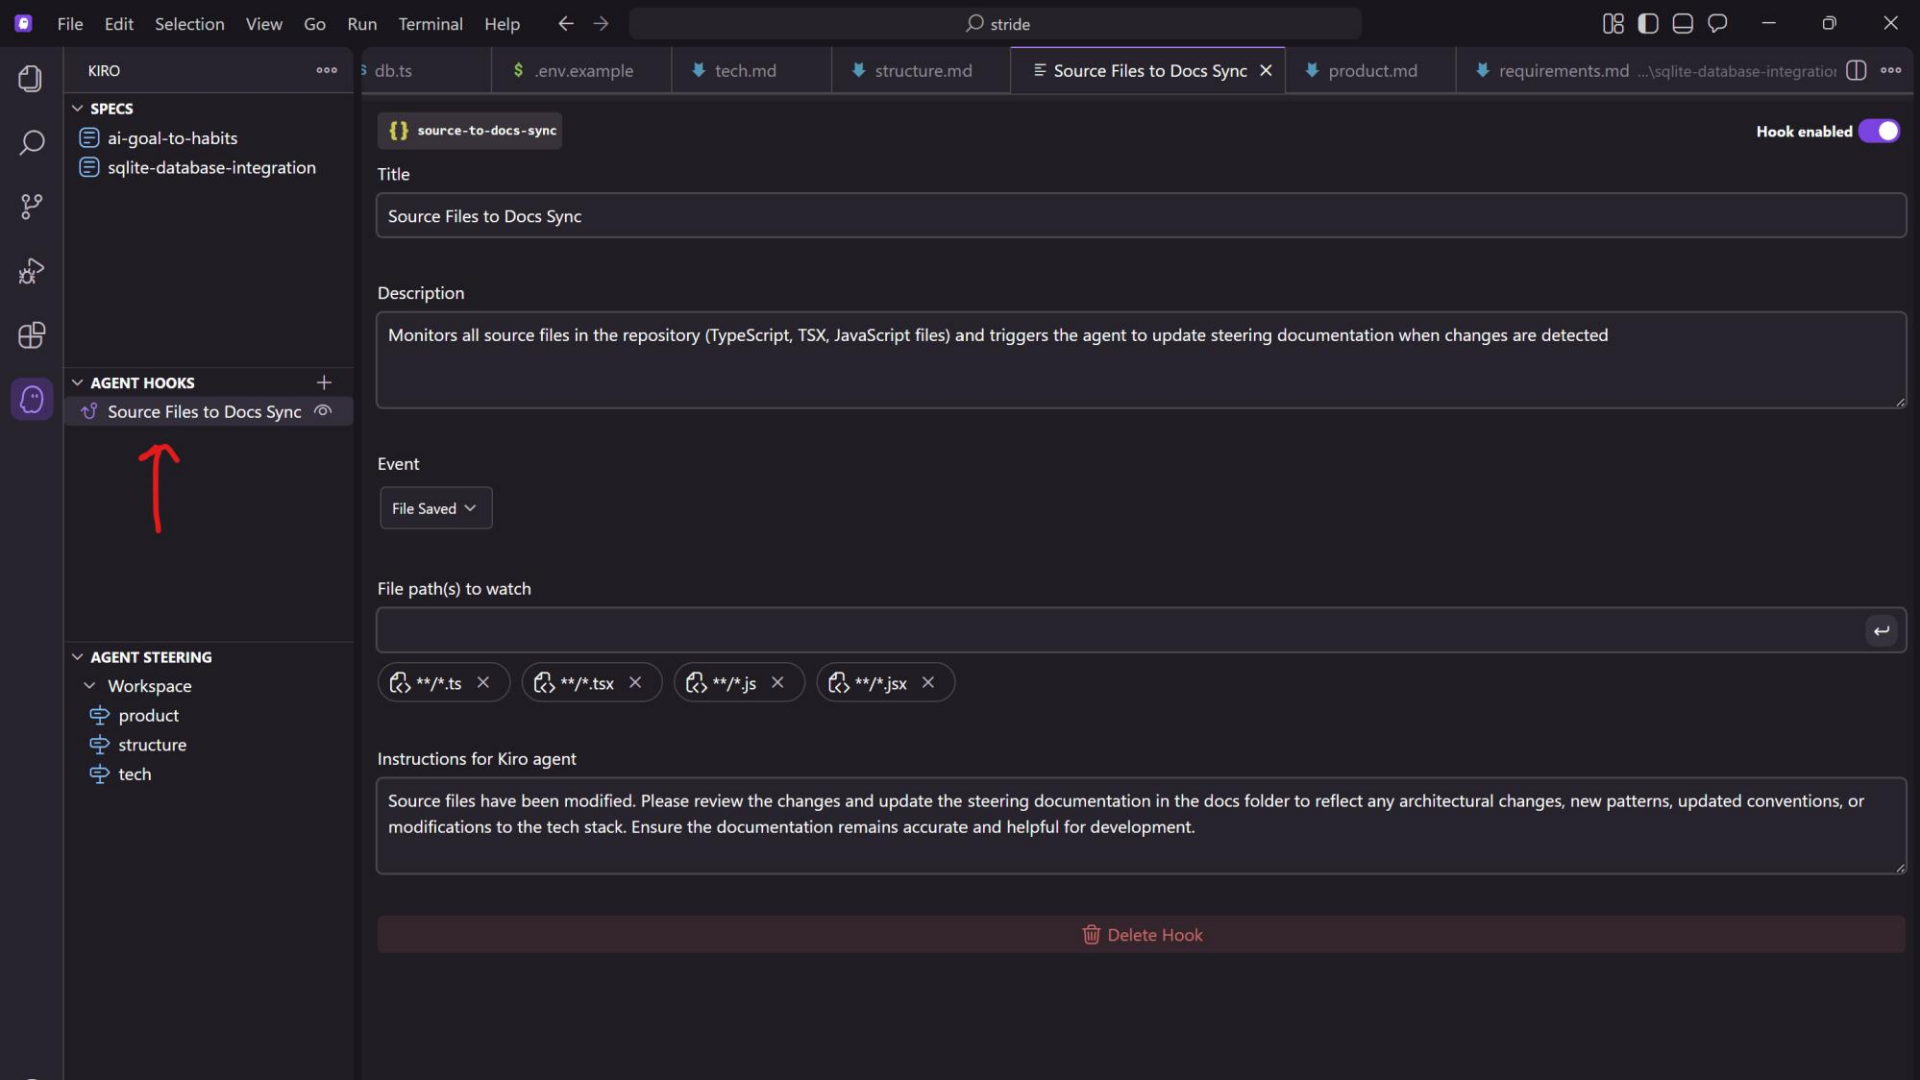 File Edit Selection View Go Run Terminal Help
stride
KIRO
SPECS
ai-goal-to-habits
sqlite-database-integration
AGENT HOOKS
Source Files to Docs Sync
AGENT STEERING
Workspace
product
structure
tech
db.ts
$ .env.example
tech.md
structure.md
Source Files to Docs Sync
product.md
requirements.md ...\sqlite-database-integration
{} source-to-docs-sync
Hook enabled
Title
Source Files to Docs Sync
Description
Monitors all source files in the repository (TypeScript, TSX, JavaScript files) and triggers the agent to update steering documentation when changes are detected
Event
File Saved
File path(s) to watch
**/*.ts
**/*.tsx
**/*.js
**/*.jsx
Instructions for Kiro agent
Source files have been modified. Please review the changes and update the steering documentation in the docs folder to reflect any architectural changes, new patterns, updated conventions, or
modifications to the tech stack. Ensure the documentation remains accurate and helpful for development.
Delete Hook